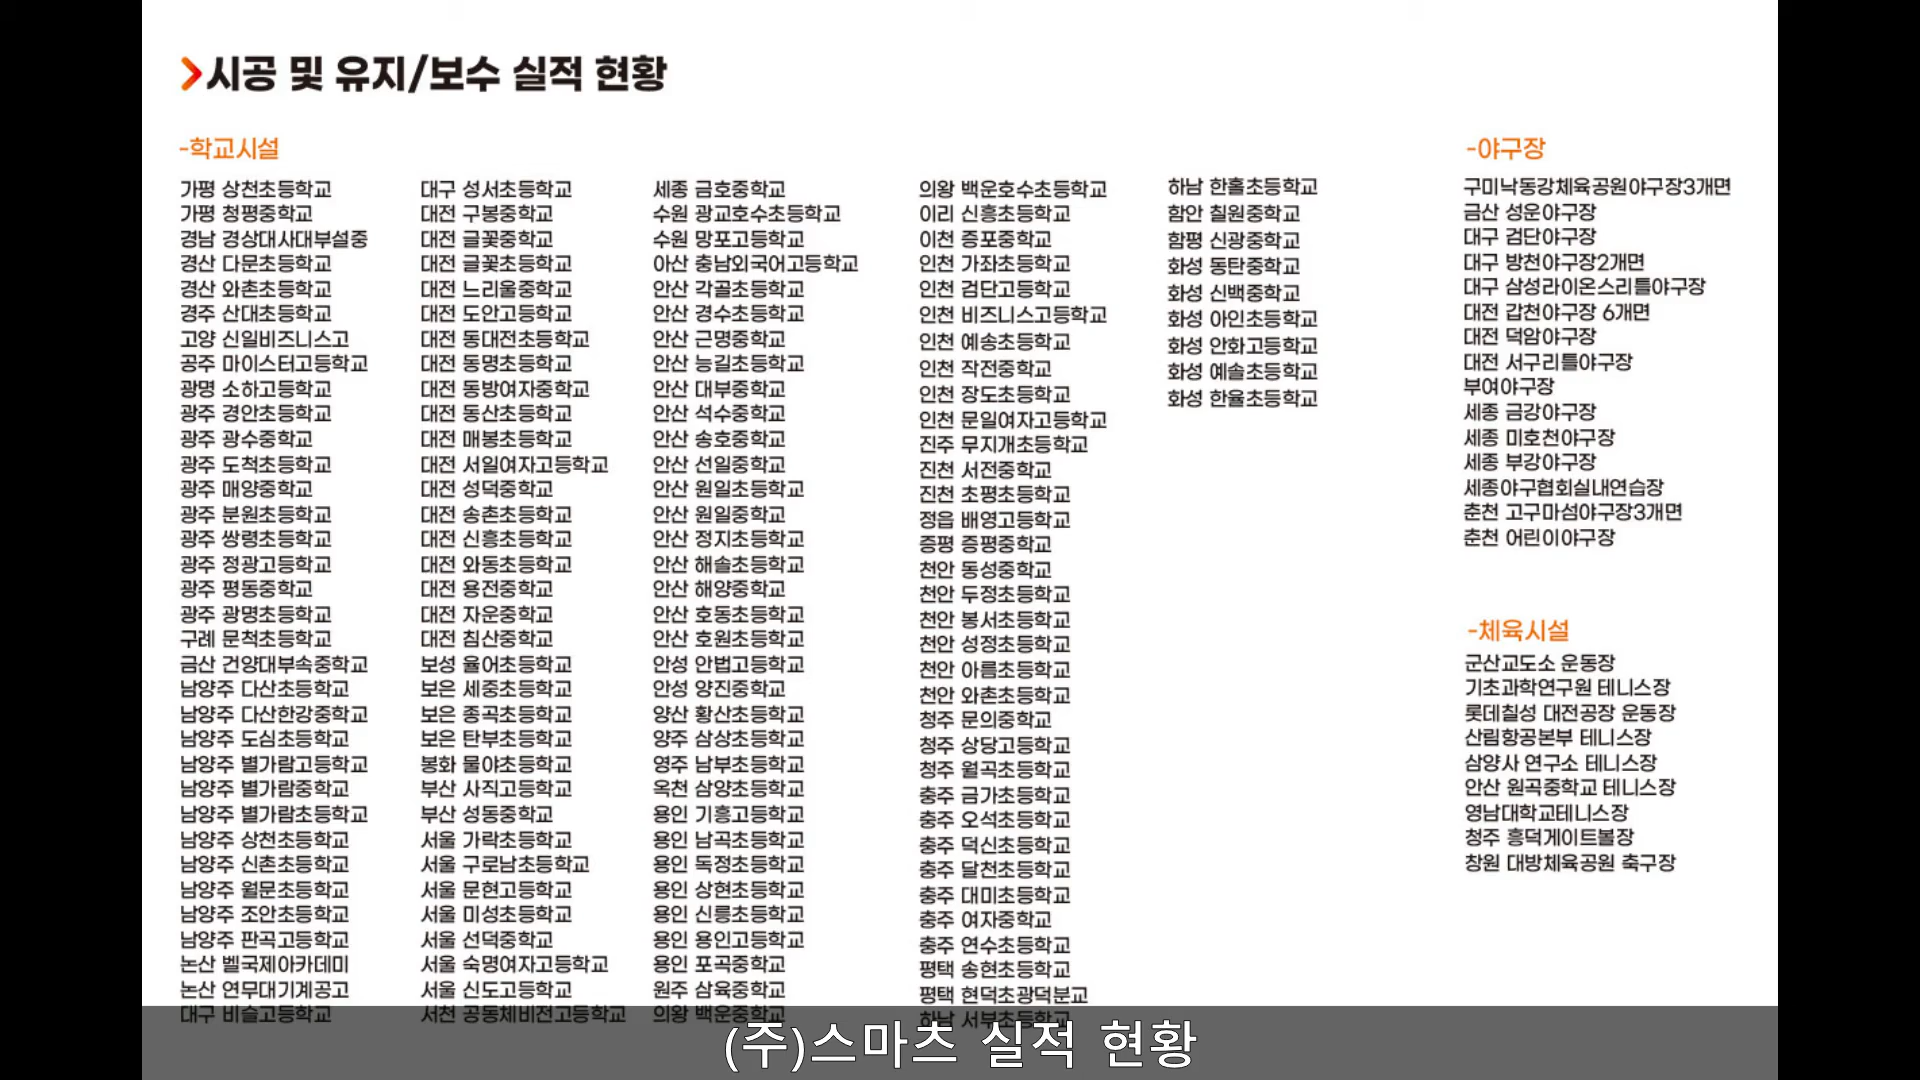 시공 및 유지/보수 실적 현황
-학교시설
가평 상천초등학교
가평 청평중학교
경남 경상대사대부설중
경산 다문초등학교
경산 와촌초등학교
경주 산대초등학교
고양 신일비즈니스고
공주 마이스터고등학교
광명 소하고등학교
광주 경안초등학교
광주 광수중학교
광주 도척초등학교
광주 매양중학교
광주 분원초등학교
광주 쌍령초등학교
광주 정광고등학교
광주 평동중학교
광주 광명초등학교
구례 문척초등학교
금산 건양대부속중학교
남양주 다산초등학교
남양주 다산한강중학교
남양주 도심초등학교
남양주 별가람고등학교
남양주 별가람중학교
남양주 별가람초등학교
남양주 상천초등학교
남양주 신촌초등학교
남양주 월문초등학교
남양주 조안초등학교
남양주 판곡고등학교
논산 벨국제아카데미
논산 연무대기계공고
대구 비슬고등학교
대구 성서초등학교
대전 구봉중학교
대전 글꽃중학교
대전 글꽃초등학교
대전 느리울중학교
대전 도안고등학교
대전 동대전초등학교
대전 동명초등학교
대전 동방여자중학교
대전 동산초등학교
대전 매봉초등학교
대전 서일여자고등학교
대전 성덕중학교
대전 송촌초등학교
대전 신흥초등학교
대전 와동초등학교
대전 용전중학교
대전 자운중학교
대전 침산중학교
보성 율어초등학교
보은 세중초등학교
보은 종곡초등학교
보은 탄부초등학교
봉화 물야초등학교
부산 사직고등학교
부산 성동중학교
서울 가락초등학교
서울 구로남초등학교
서울 문현고등학교
서울 미성초등학교
서울 선덕중학교
서울 숙명여자고등학교
서울 신도고등학교
서천 공동체비전고등학교
세종 금호중학교
수원 광교호수초등학교
수원 망포고등학교
아산 충남외국어고등학교
안산 각골초등학교
안산 경수초등학교
안산 근명중학교
안산 능길초등학교
안산 대부중학교
안산 석수중학교
안산 송호중학교
안산 선일중학교
안산 원일초등학교
안산 원일중학교
안산 정지초등학교
안산 해솔초등학교
안산 해양중학교
안산 호동초등학교
안산 호원초등학교
안성 안법고등학교
안성 양진중학교
양산 황산초등학교
양주 삼상초등학교
영주 남부초등학교
옥천 삼양초등학교
용인 기흥고등학교
용인 남곡초등학교
용인 독정초등학교
용인 상현초등학교
용인 신릉초등학교
용인 용인고등학교
용인 포곡중학교
원주 삼육중학교
의왕 백운중학교
의왕 백운호수초등학교
이리 신흥초등학교
이천 증포중학교
인천 가좌초등학교
인천 검단고등학교
인천 비즈니스고등학교
인천 예송초등학교
인천 작전중학교
인천 장도초등학교
인천 문일여자고등학교
진주 무지개초등학교
진천 서전중학교
진천 초평초등학교
정읍 배영고등학교
증평 증평중학교
천안 동성중학교
천안 두정초등학교
천안 봉서초등학교
천안 성정초등학교
천안 아름초등학교
천안 와촌초등학교
청주 문의중학교
청주 상당고등학교
청주 월곡초등학교
충주 금가초등학교
충주 오석초등학교
충주 덕신초등학교
충주 달천초등학교
충주 대미초등학교
충주 여자중학교
충주 연수초등학교
평택 송현초등학교
평택 현덕초광덕분교
하남 서부초등학교
하남 한홀초등학교
함안 칠원중학교
함평 신광중학교
화성 동탄중학교
화성 신백중학교
화성 아인초등학교
화성 안화고등학교
화성 예솔초등학교
화성 한율초등학교
-야구장
구미낙동강체육공원야구장3개면
금산 성운야구장
대구 검단야구장
대구 방천야구장2개면
대구 삼성라이온스리틀야구장
대전 갑천야구장 6개면
대전 덕암야구장
대전 서구리틀야구장
부여야구장
세종 금강야구장
세종 미호천야구장
세종 부강야구장
세종야구협회실내연습장
춘천 고구마섬야구장3개면
춘천 어린이야구장
-체육시설
군산교도소 운동장
기초과학연구원 테니스장
롯데칠성 대전공장 운동장
산림항공본부 테니스장
삼양사 연구소 테니스장
안산 원곡중학교 테니스장
영남대학교테니스장
청주 흥덕게이트볼장
창원 대방체육공원 축구장
(주)스마츠 실적 현황